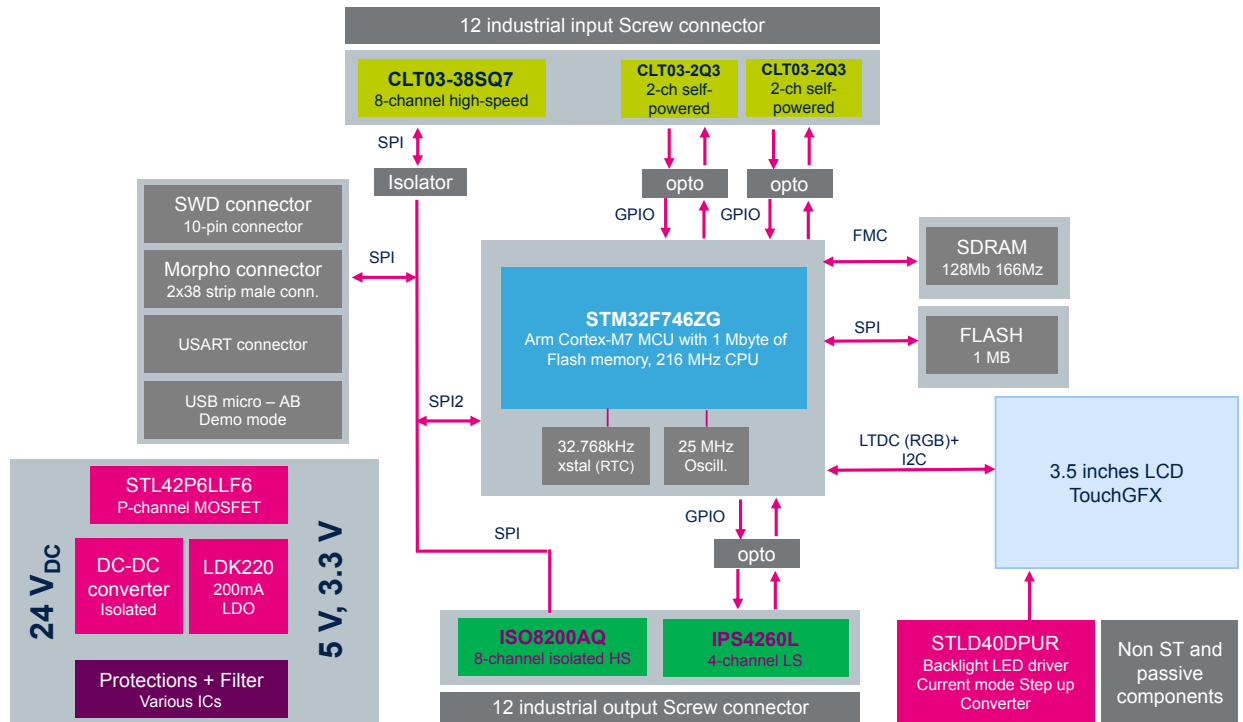 12 industrial input Screw connector
CLT03-38SQ7
8-channel high-speed
CLT03-2Q3
2-ch self-
powered
CLT03-2Q3
2-ch self-
powered
SPI
Isolator
opto
opto
GPIO
GPIO
SWD connector
10-pin connector
Morpho connector
2x38 strip male conn.
USART connector
USB micro – AB
Demo mode
SPI
FMC
SDRAM
128Mb 166Mz
STM32F746ZG
Arm Cortex-M7 MCU with 1 Mbyte of
Flash memory, 216 MHz CPU
SPI
FLASH
1 MB
SPI2
32.768kHz
xstal (RTC)
25 MHz
Oscill.
LTDC (RGB)+
I2C
3.5 inches LCD
TouchGFX
24 VDC
STL42P6LLF6
P-channel MOSFET
DC-DC
converter
Isolated
LDK220
200mA
LDO
Protections + Filter
Various ICs
5 V, 3.3 V
SPI
GPIO
opto
ISO8200AQ
8-channel isolated HS
IPS4260L
4-channel LS
12 industrial output Screw connector
STLD40DPUR
Backlight LED driver
Current mode Step up
Converter
Non ST and
passive
components